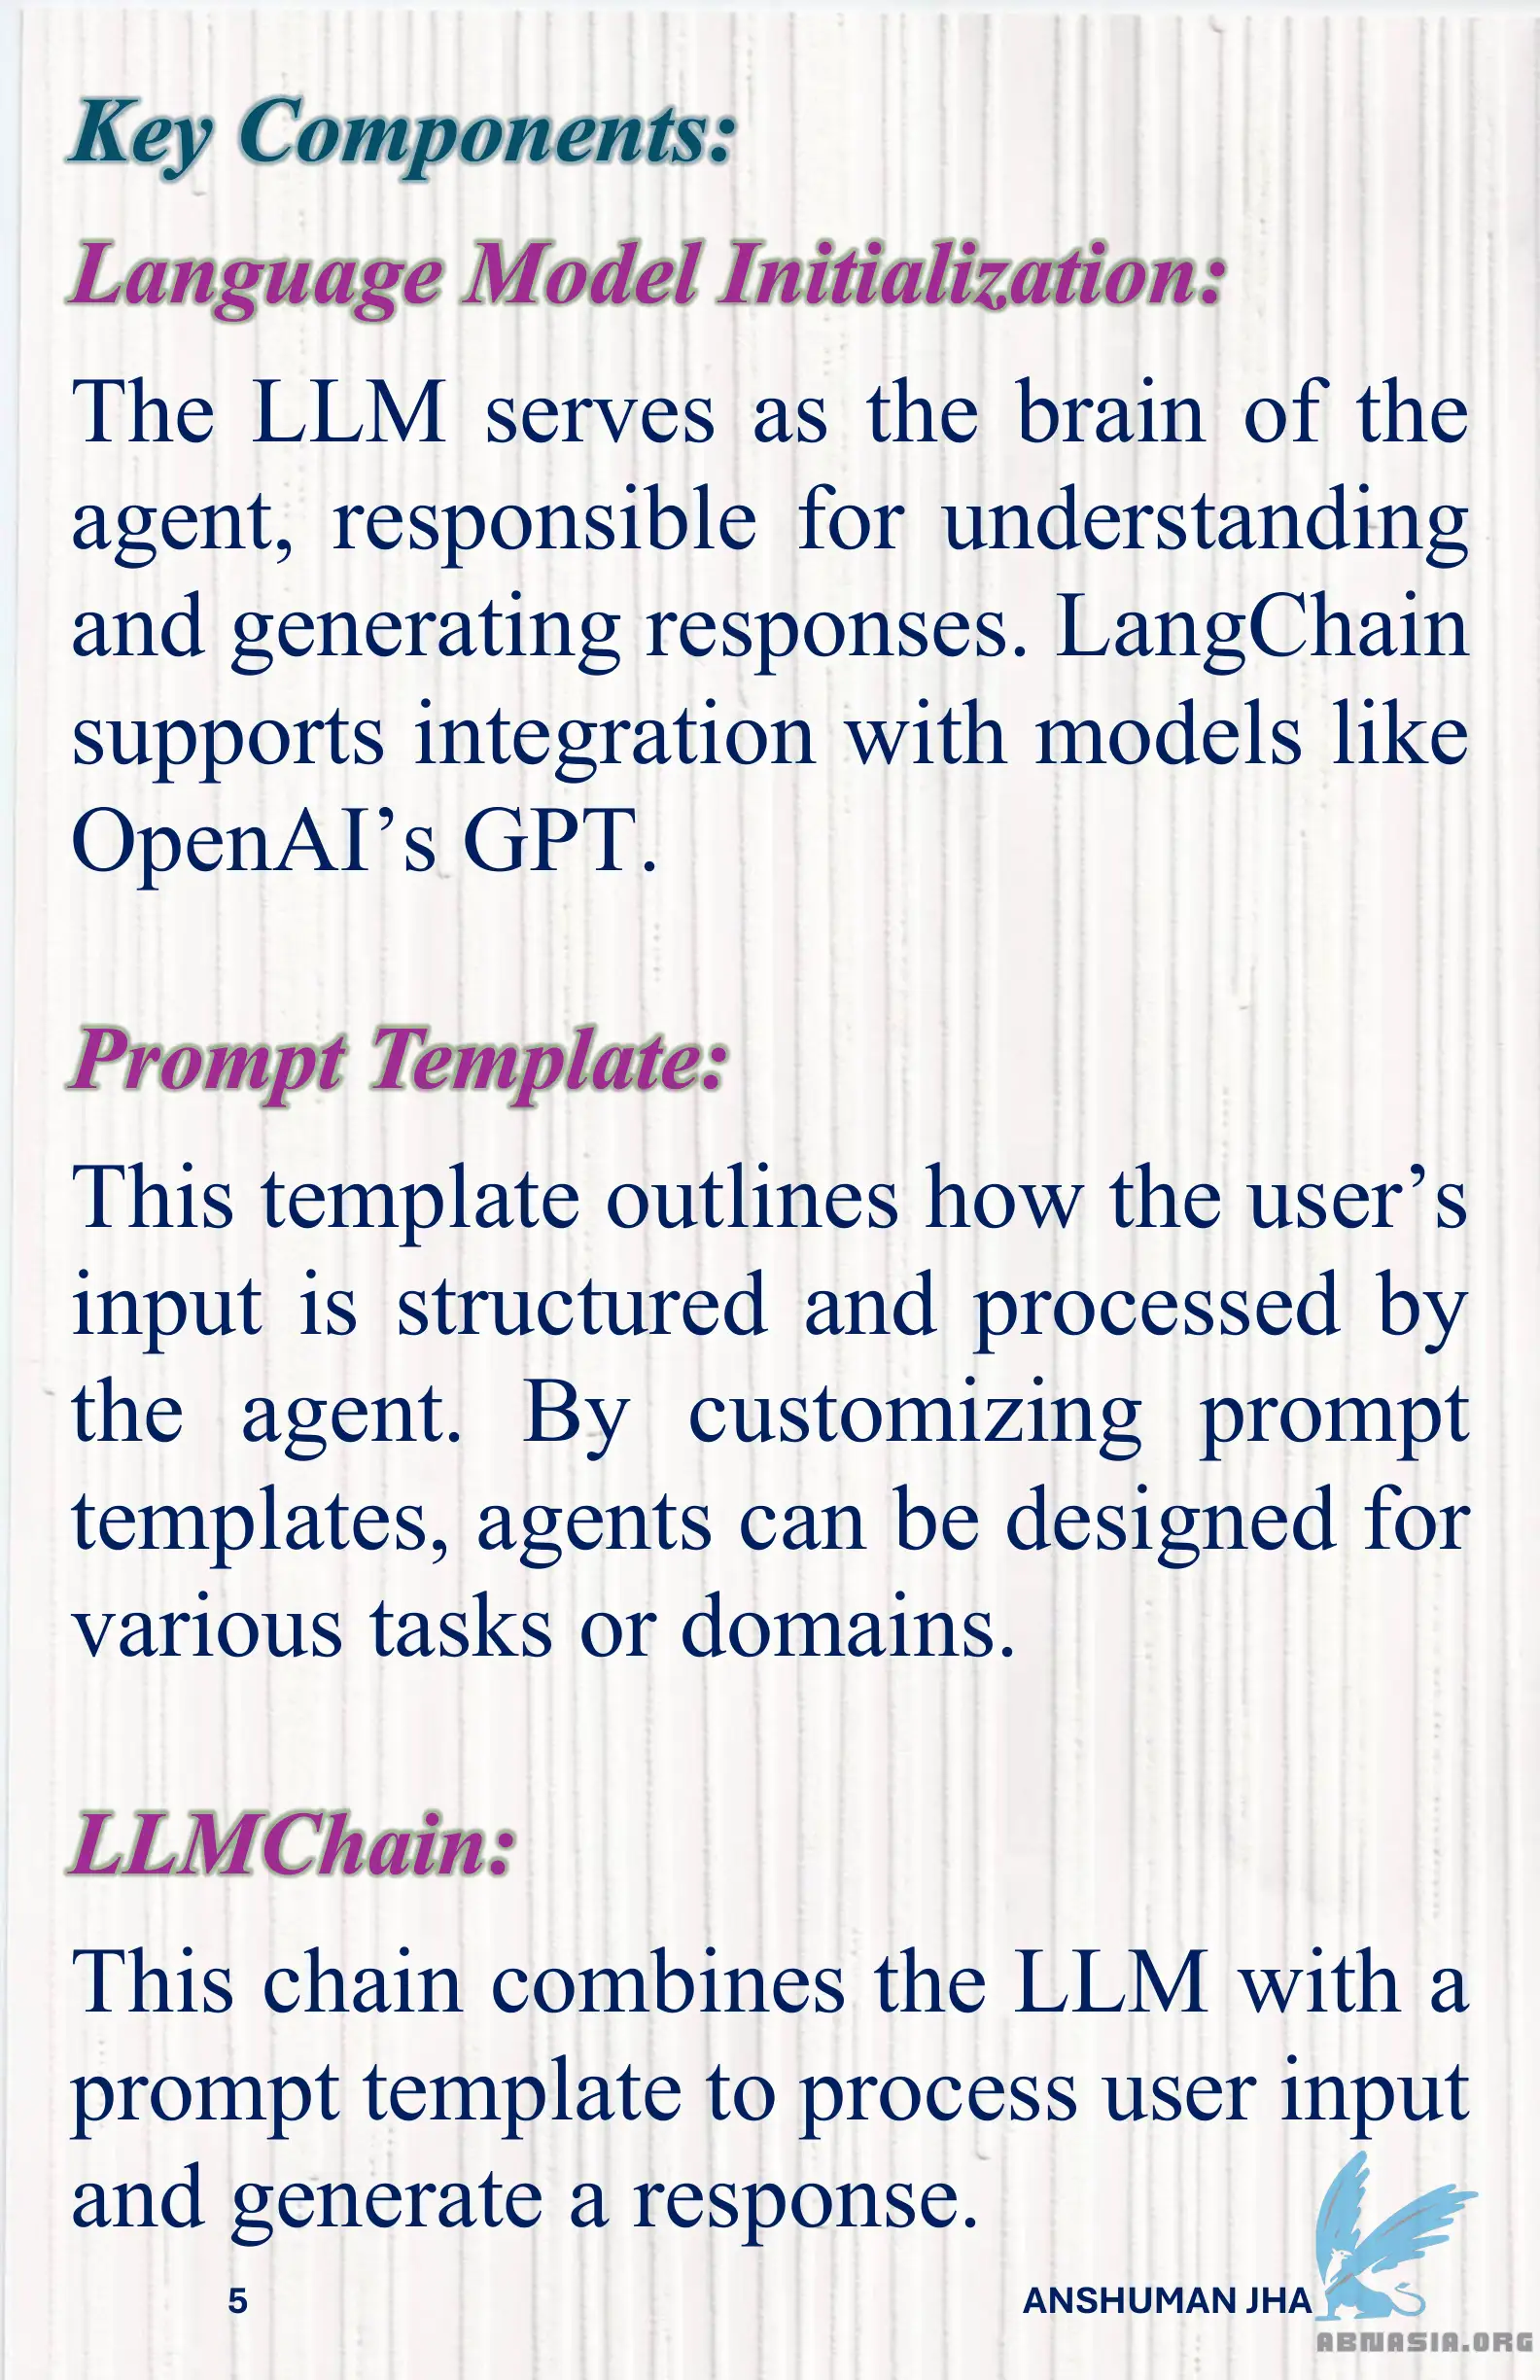 Key Components:
Language Model Initialization:
The LLM serves as the brain of the
agent, responsible for understanding
and generating responses. LangChain
supports integration with models like
OpenAI’s GPT.
Prompt Template:
This template outlines how the user’s
input is structured and processed by
the agent. By customizing prompt
templates, agents can be designed for
various tasks or domains.
LLMChain:
This chain combines the LLM with a
prompt template to process user input
and generate a response.
5
ANSHUMAN JHA
ABNASIA.ORG